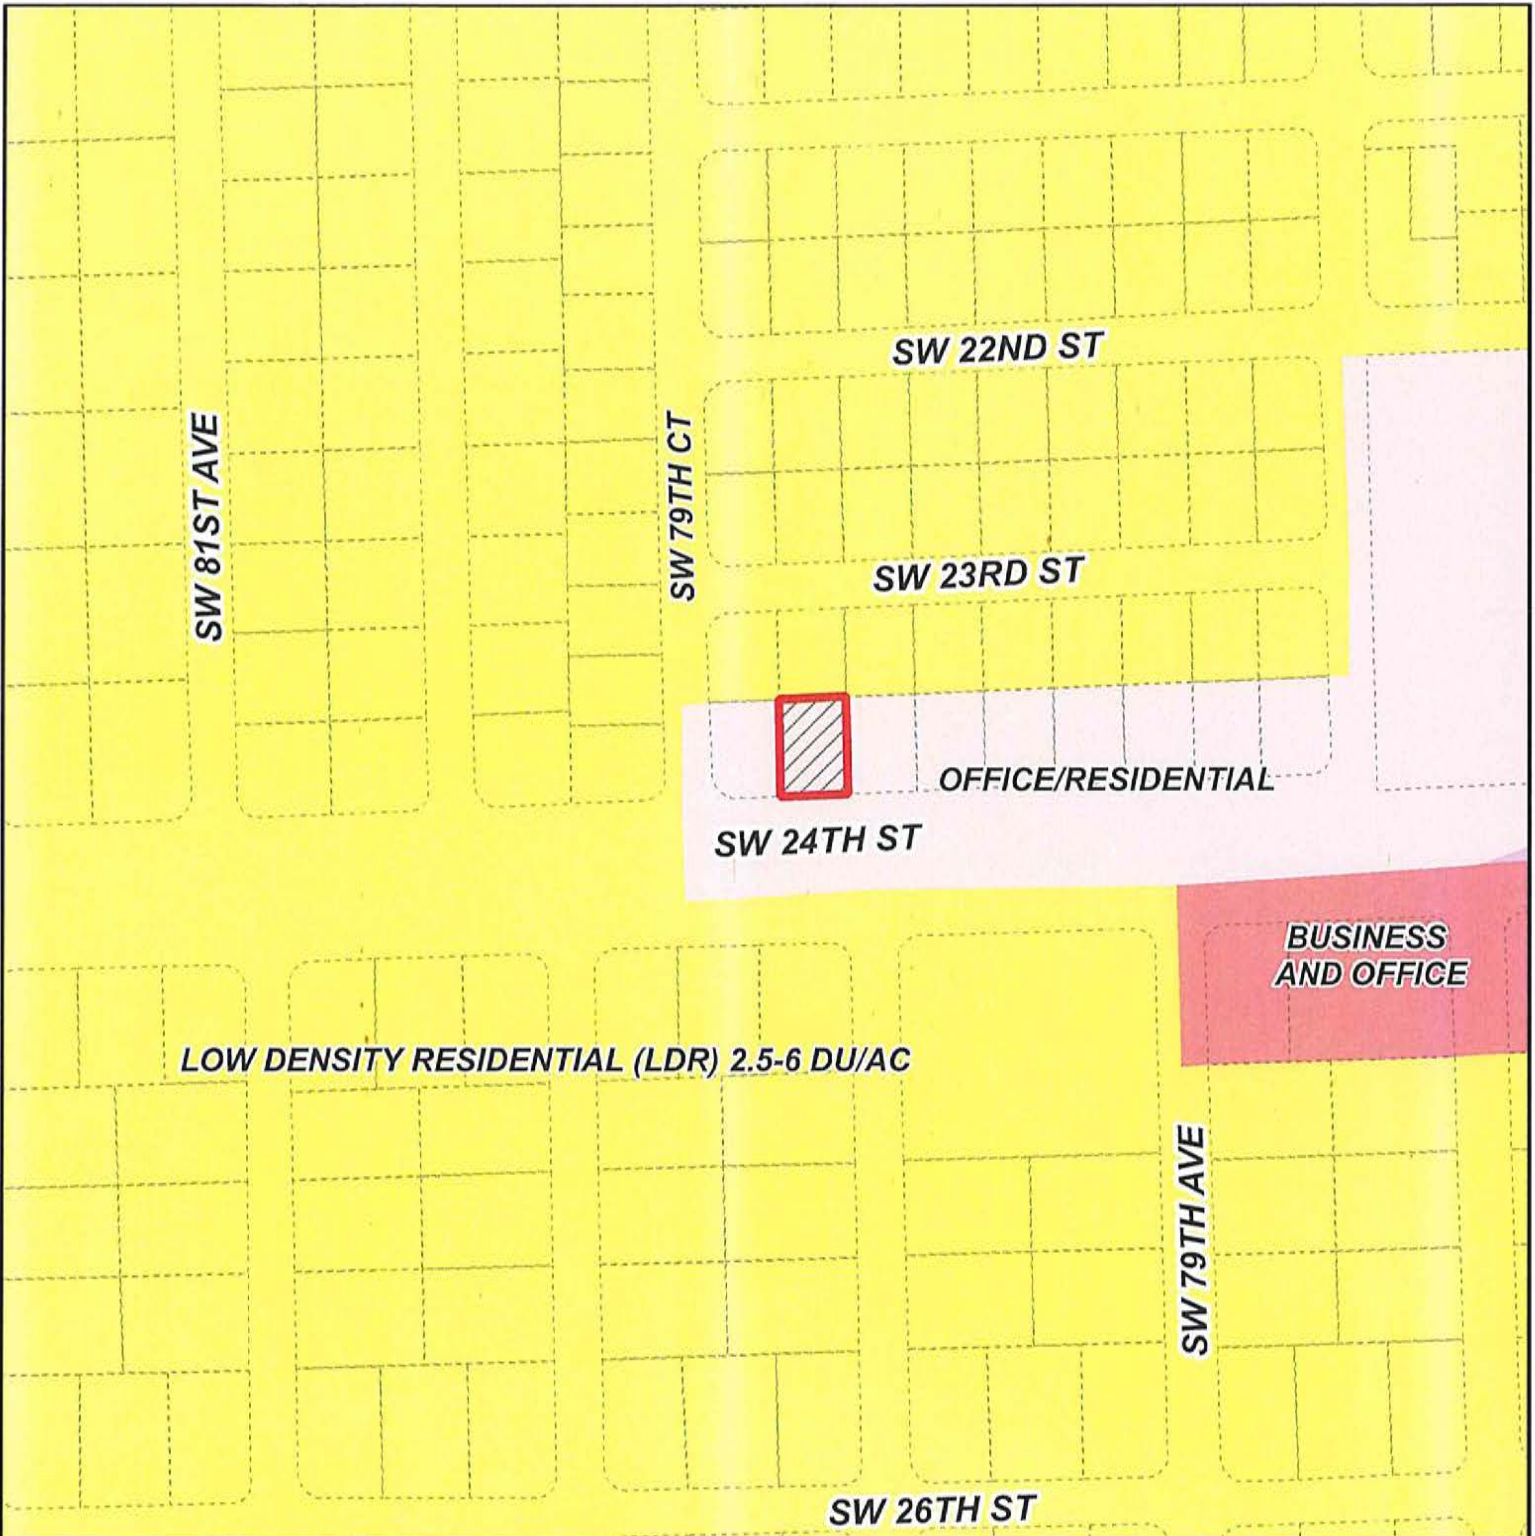 SW 22ND ST
SW 81ST AVE
SW 79TH CT
SW 23RD ST
OFFICE/RESIDENTIAL
SW 24TH ST
BUSINESS
AND OFFICE
LOW DENSITY RESIDENTIAL (LDR) 2.5-6 DU/AC
SW 79TH AVE
SW 26TH ST